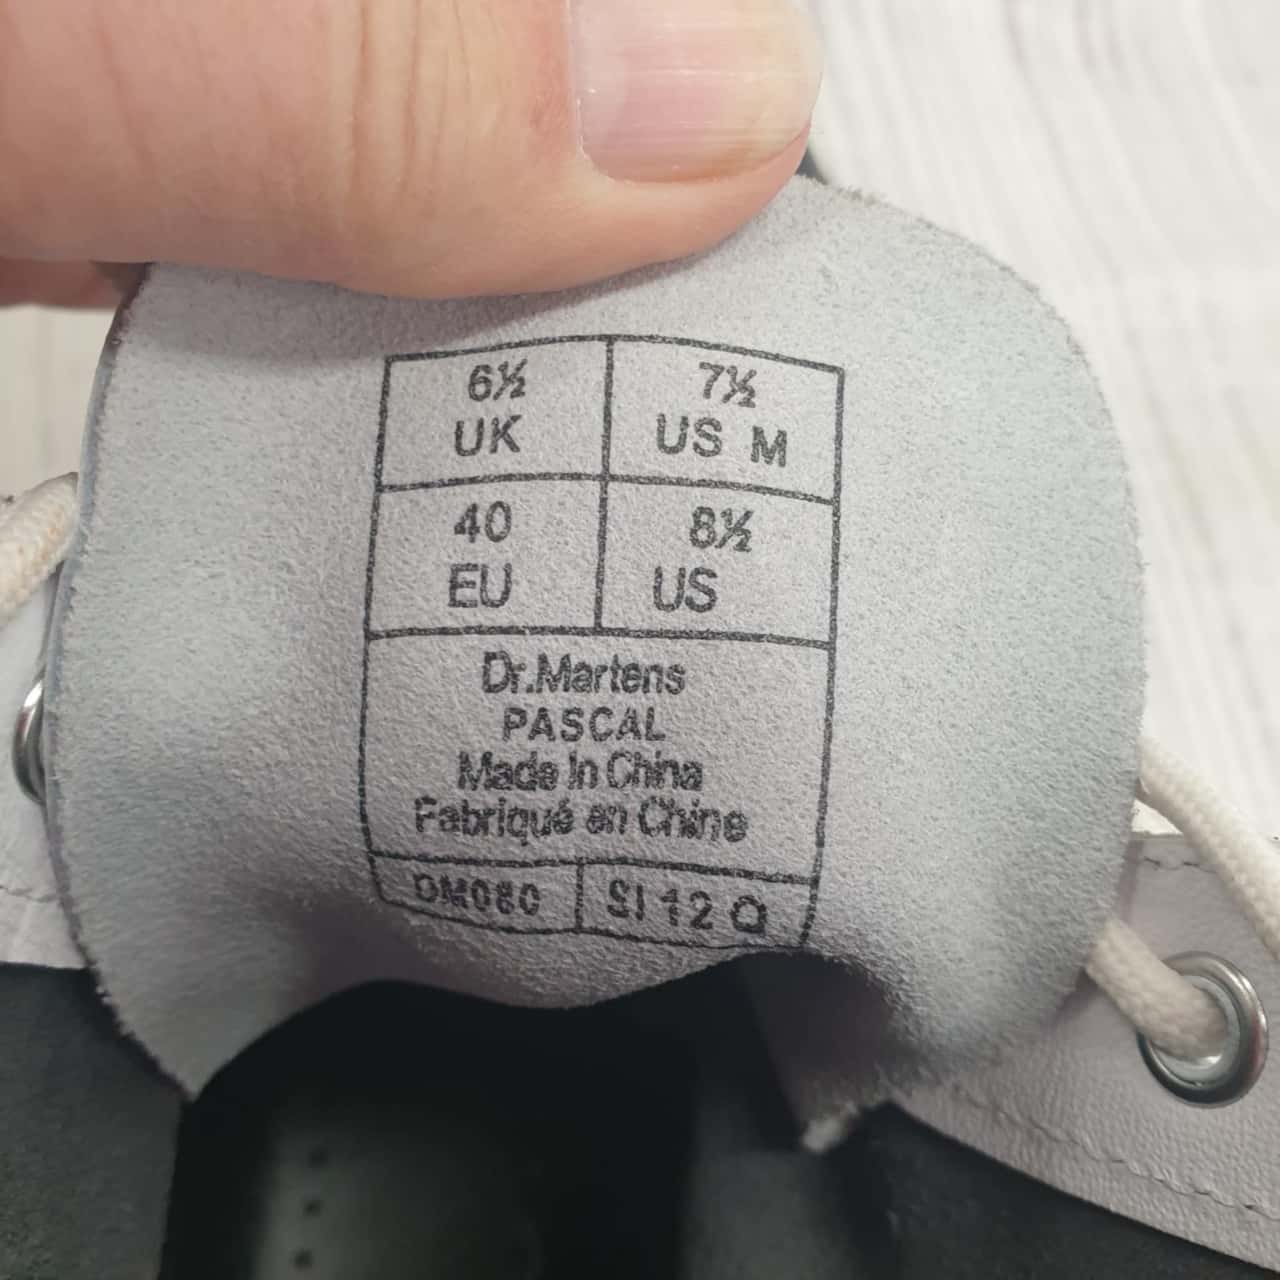 6½
UK
7½
US M
40
EU
8½
US
Dr.Martens
PASCAL
Made In China
Fabriqué en Chine
DM080
SI 12 Q